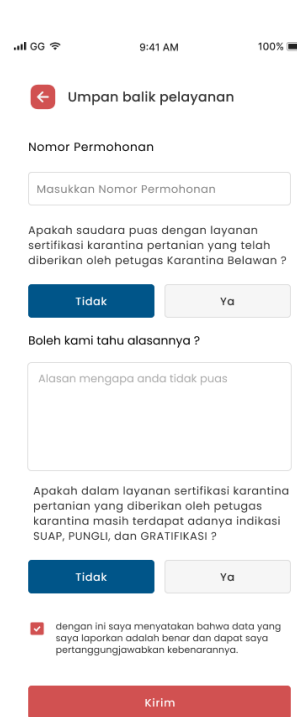 GG 9:41 AM 100%
Umpan balik pelayanan
Nomor Permohonan
Masukkan Nomor Permohonan
Apakah saudara puas dengan layanan
sertifikasi karantina pertanian yang telah
diberikan oleh petugas Karantina Belawan ?
Tidak Ya
Boleh kami tahu alasannya ?
Alasan mengapa anda tidak puas
Apakah dalam layanan sertifikasi karantina
pertanian yang diberikan oleh petugas
karantina masih terdapat adanya indikasi
SUAP, PUNGLI, dan GRATIFIKASI ?
Tidak Ya
dengan ini saya menyatakan bahwa data yang
saya laporkan adalah benar dan dapat saya
pertanggungjawabkan kebenarannya.
Kirim